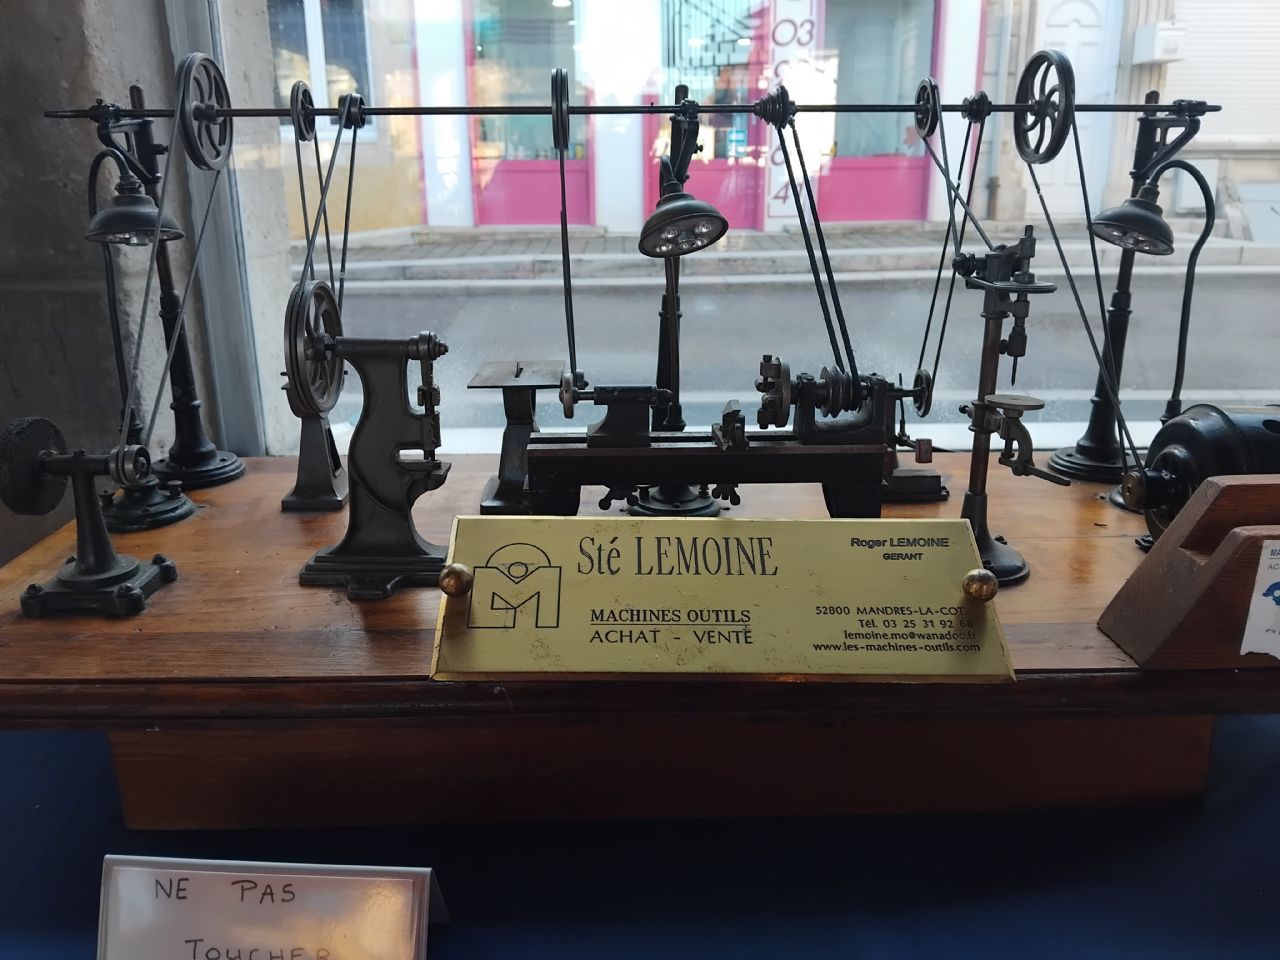 03
Sté LEMOINE
Roger LEMOINE
GERANT
MACHINES OUTILS
ACHAT - VENTE
52800 MANDRES-LA-COT
Tél. 03 25 31 92 68
lemoine.mo@wanadoo.fr
www.les-machines-outils.com
NE PAS
TOUCHER